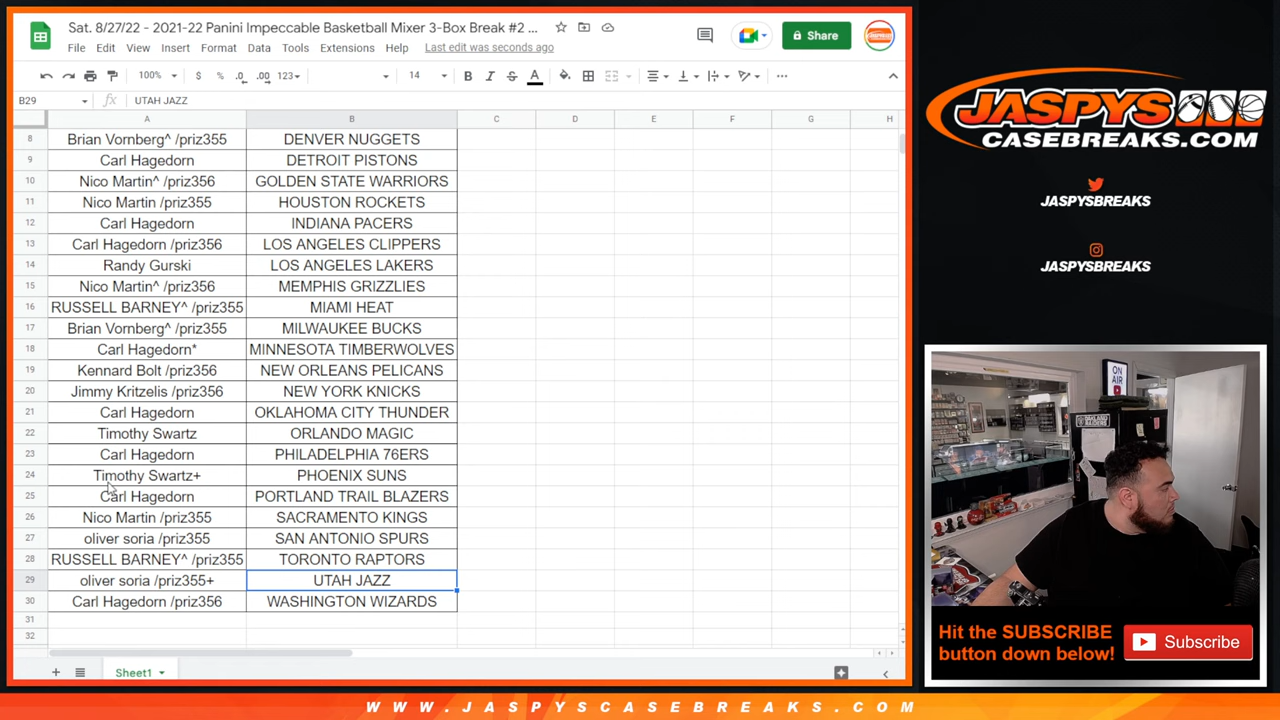 Sat. 8/27/22 - 2021-22 Panini Impeccable Basketball Mixer 3-Box Break #2 ...
Share
File Edit View Insert Format Data Tools Extensions Help Last edit was seconds ago
100% $ % .0 .00 123 14 B I S A
B29 fx UTAH JAZZ
A B C D E F G H
8 Brian Vornberg^ /priz355 DENVER NUGGETS
9 Carl Hagedorn DETROIT PISTONS
10 Nico Martin^ /priz356 GOLDEN STATE WARRIORS
11 Nico Martin /priz355 HOUSTON ROCKETS
12 Carl Hagedorn INDIANA PACERS
13 Carl Hagedorn /priz356 LOS ANGELES CLIPPERS
14 Randy Gurski LOS ANGELES LAKERS
15 Nico Martin^ /priz356 MEMPHIS GRIZZLIES
16 RUSSELL BARNEY^ /priz355 MIAMI HEAT
17 Brian Vornberg^ /priz355 MILWAUKEE BUCKS
18 Carl Hagedorn* MINNESOTA TIMBERWOLVES
19 Kennard Bolt /priz356 NEW ORLEANS PELICANS
20 Jimmy Kritzelis /priz356 NEW YORK KNICKS
21 Carl Hagedorn OKLAHOMA CITY THUNDER
22 Timothy Swartz ORLANDO MAGIC
23 Carl Hagedorn PHILADELPHIA 76ERS
24 Timothy Swartz+ PHOENIX SUNS
25 Carl Hagedorn PORTLAND TRAIL BLAZERS
26 Nico Martin /priz355 SACRAMENTO KINGS
27 oliver soria /priz355 SAN ANTONIO SPURS
28 RUSSELL BARNEY^ /priz355 TORONTO RAPTORS
29 oliver soria /priz355+ UTAH JAZZ
30 Carl Hagedorn /priz356 WASHINGTON WIZARDS
31
32
Sheet1
JASPYS
CASEBREAKS.COM
JASPYSBREAKS
JASPYSBREAKS
ON
AIR
Hit the SUBSCRIBE
button down below!
Subscribe
WWW.JASPYSCASEBREAKS.COM